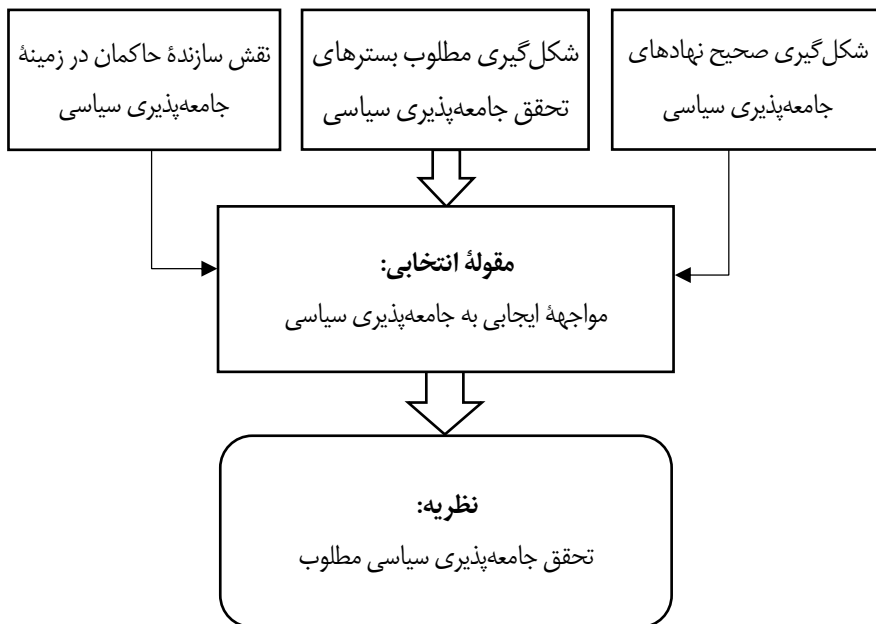 شکل‌گیری صحیح نهادهای
جامعه‌پذیری سیاسی
شکل‌گیری مطلوب بسترهای
تحقق جامعه‌پذیری سیاسی
نقش سازندهٔ حاکمان در زمینهٔ
جامعه‌پذیری سیاسی
مقولهٔ انتخابی:
مواجههٔ ایجابی به جامعه‌پذیری سیاسی
نظریه:
تحقق جامعه‌پذیری سیاسی مطلوب